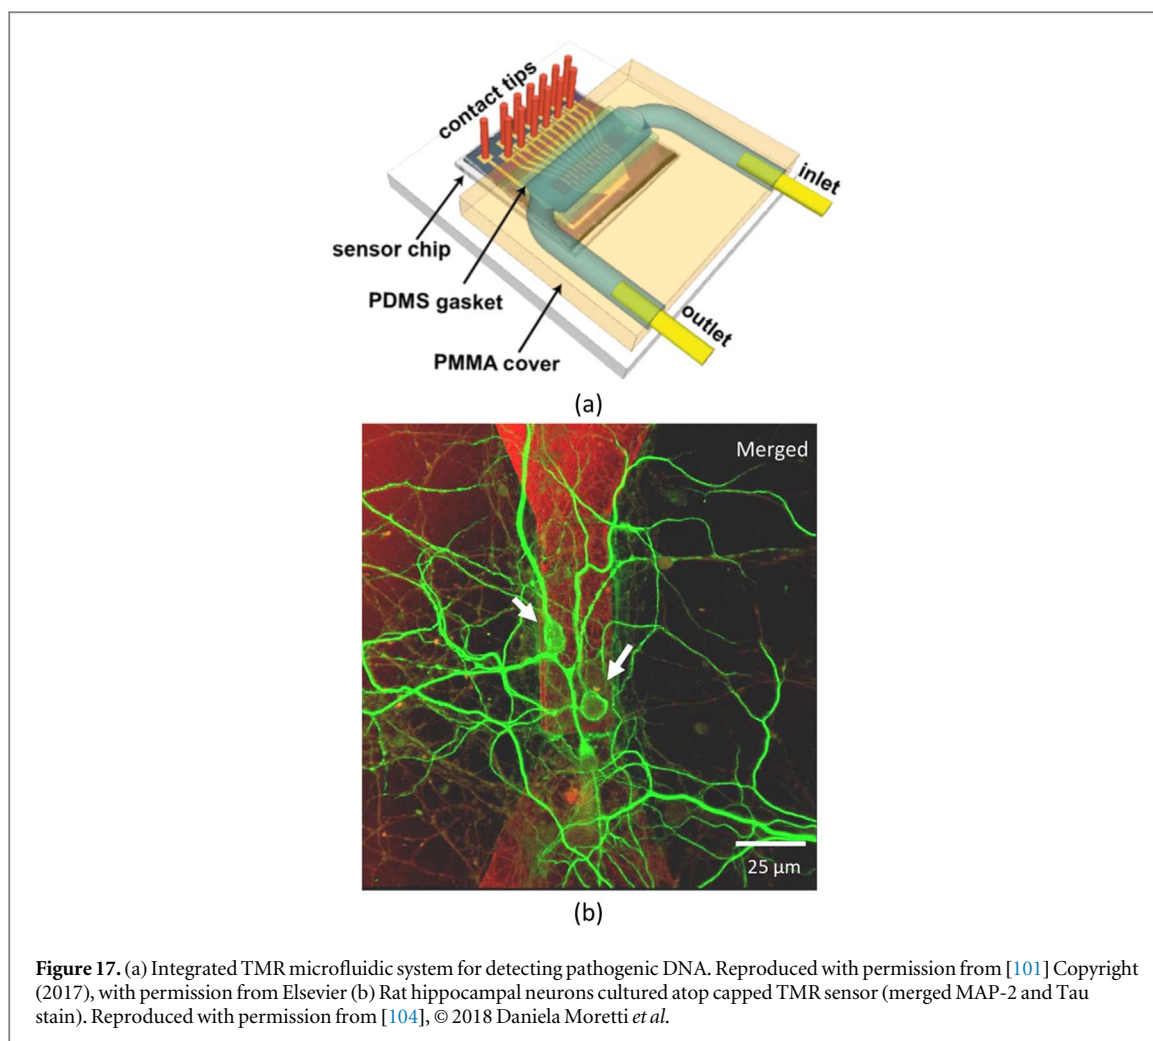 contact tips
inlet
sensor chip
PDMS gasket
outlet
PMMA cover
(a)
Merged
25 µm
(b)
Figure 17. (a) Integrated TMR microfluidic system for detecting pathogenic DNA. Reproduced with permission from [101] Copyright
(2017), with permission from Elsevier (b) Rat hippocampal neurons cultured atop capped TMR sensor (merged MAP-2 and Tau
stain). Reproduced with permission from [104], © 2018 Daniela Moretti et al.